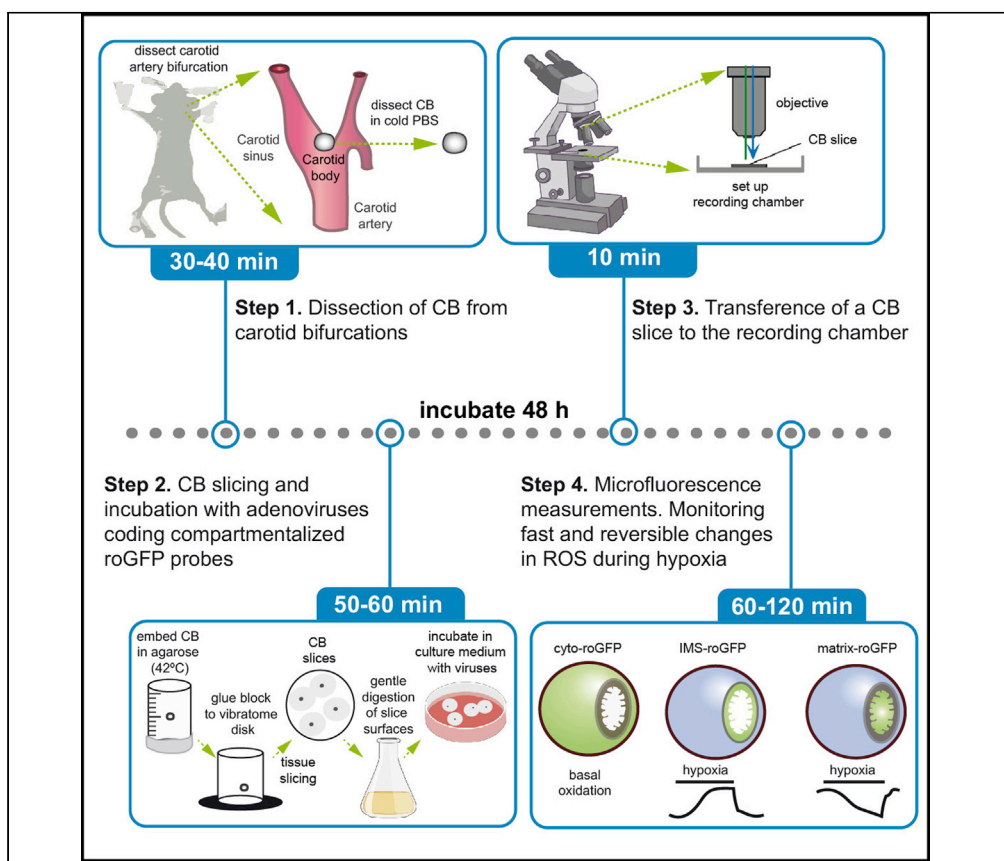 dissect carotid
artery bifurcation
Carotid
sinus
Carotid
body
Carotid
artery
dissect CB
in cold PBS
30-40 min
Step 1. Dissection of CB from
carotid bifurcations
objective
CB slice
set up
recording chamber
10 min
Step 3. Transference of a CB
slice to the recording chamber
incubate 48 h
Step 2. CB slicing and
incubation with adenoviruses
coding compartmentalized
roGFP probes
50-60 min
embed CB
in agarose
(42ºC)
glue block
to vibratome
disk
tissue
slicing
CB
slices
gentle
digestion
of slice
surfaces
incubate in
culture medium
with viruses
Step 4. Microfluorescence
measurements. Monitoring
fast and reversible changes
in ROS during hypoxia
60-120 min
cyto-roGFP
basal
oxidation
IMS-roGFP
hypoxia
matrix-roGFP
hypoxia